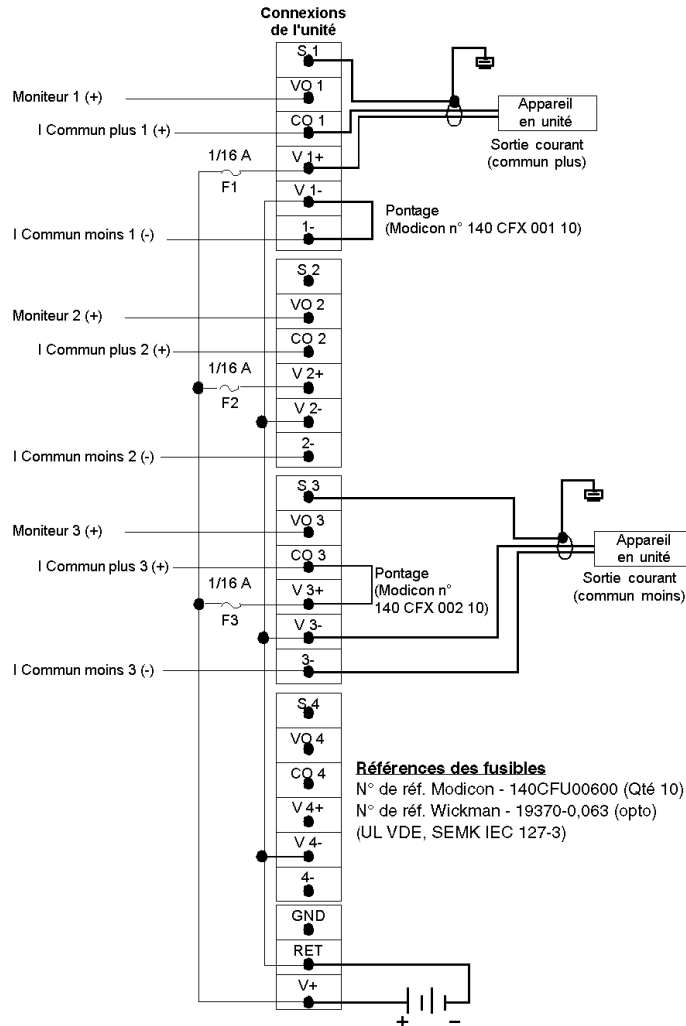 Connexions
de l'unité
S 1
VO 1
Moniteur 1 (+)
CO 1
I Commun plus 1 (+)
Appareil
en unité
Sortie courant
(commun plus)
1/16 A
V 1+
F1
V 1-
Pontage
(Modicon n° 140 CFX 001 10)
1-
I Commun moins 1 (-)
S 2
VO 2
Moniteur 2 (+)
CO 2
I Commun plus 2 (+)
1/16 A
V 2+
F2
V 2-
2-
I Commun moins 2 (-)
S 3
VO 3
Moniteur 3 (+)
CO 3
I Commun plus 3 (+)
Appareil
en unité
Sortie courant
(commun moins)
Pontage
(Modicon n°
140 CFX 002 10)
1/16 A
V 3+
F3
V 3-
3-
I Commun moins 3 (-)
S 4
VO 4
CO 4
V 4+
V 4-
4-
Références des fusibles
N° de réf. Modicon - 140CFU00600 (Qté 10)
N° de réf. Wickman - 19370-0,063 (opto)
(UL VDE, SEMK IEC 127-3)
GND
RET
V+
+ −